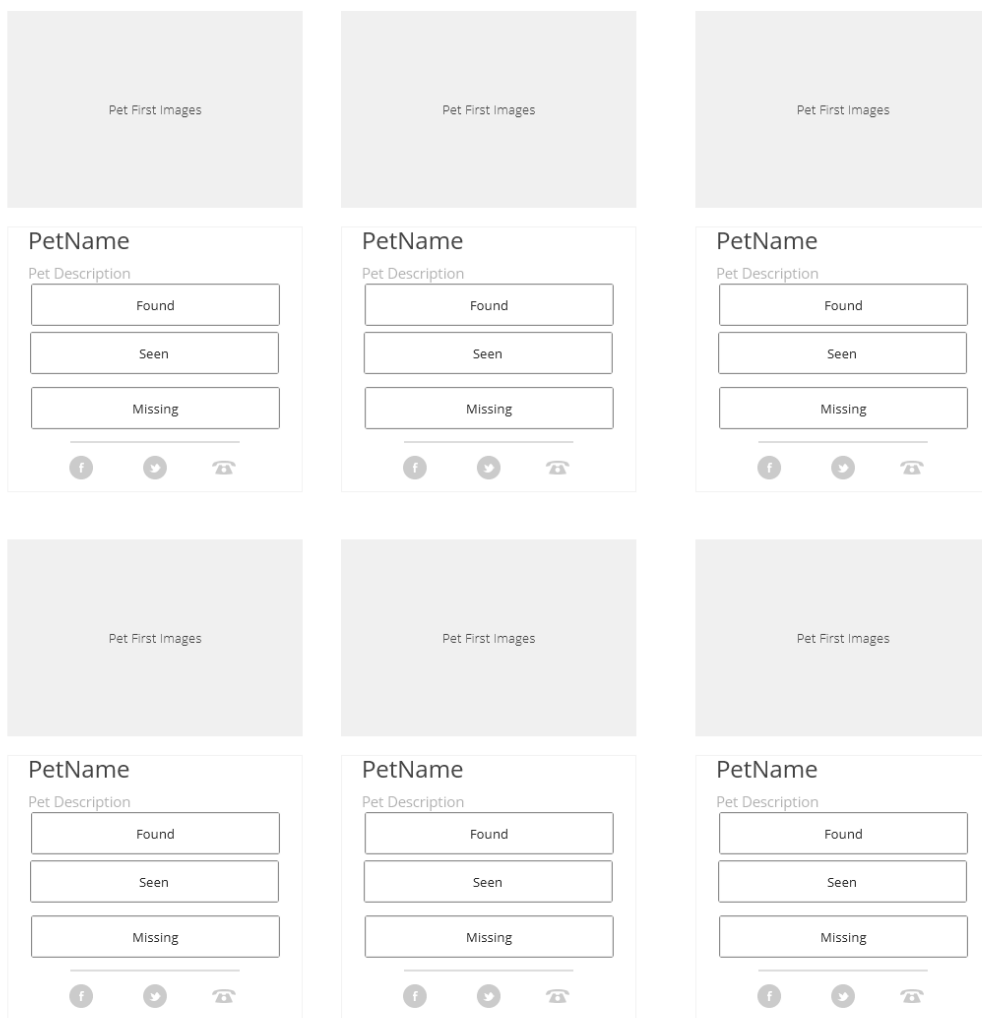 Pet First Images
Pet First Images
Pet First Images
PetName
Pet Description
Found
Seen
Missing
PetName
Pet Description
Found
Seen
Missing
PetName
Pet Description
Found
Seen
Missing
Pet First Images
Pet First Images
Pet First Images
PetName
Pet Description
Found
Seen
Missing
PetName
Pet Description
Found
Seen
Missing
PetName
Pet Description
Found
Seen
Missing